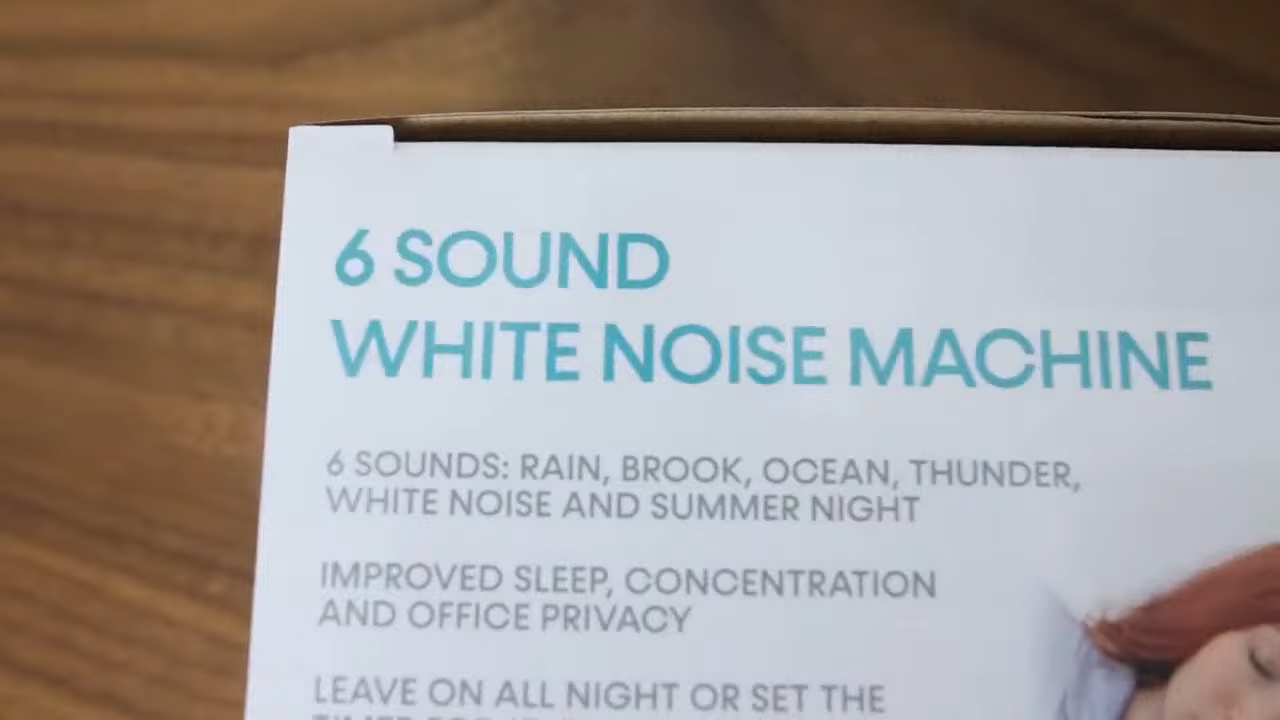 6 SOUND
WHITE NOISE MACHINE
6 SOUNDS: RAIN, BROOK, OCEAN, THUNDER,
WHITE NOISE AND SUMMER NIGHT
IMPROVED SLEEP, CONCENTRATION
AND OFFICE PRIVACY
LEAVE ON ALL NIGHT OR SET THE